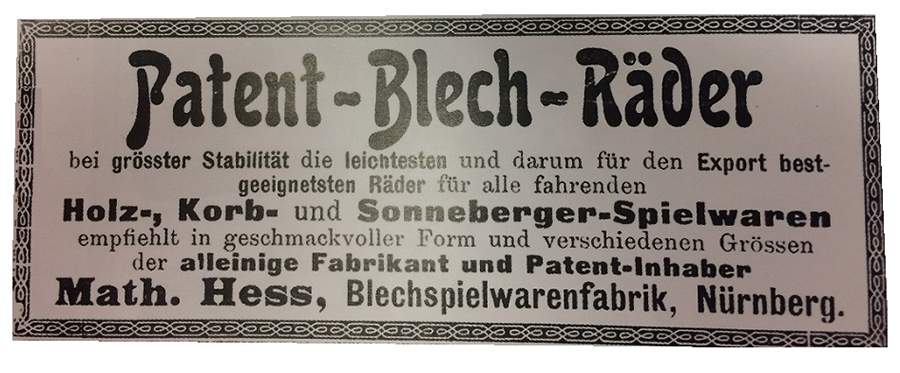 Patent-Blech-Räder
bei grösster Stabilität die leichtesten und darum für den Export best-
geeignetsten Räder für alle fahrenden
Holz-, Korb- und Sonneberger-Spielwaren
empfiehlt in geschmackvoller Form und verschiedenen Grössen
der alleinige Fabrikant und Patent-Inhaber
Math. Hess, Blechspielwarenfabrik, Nürnberg.